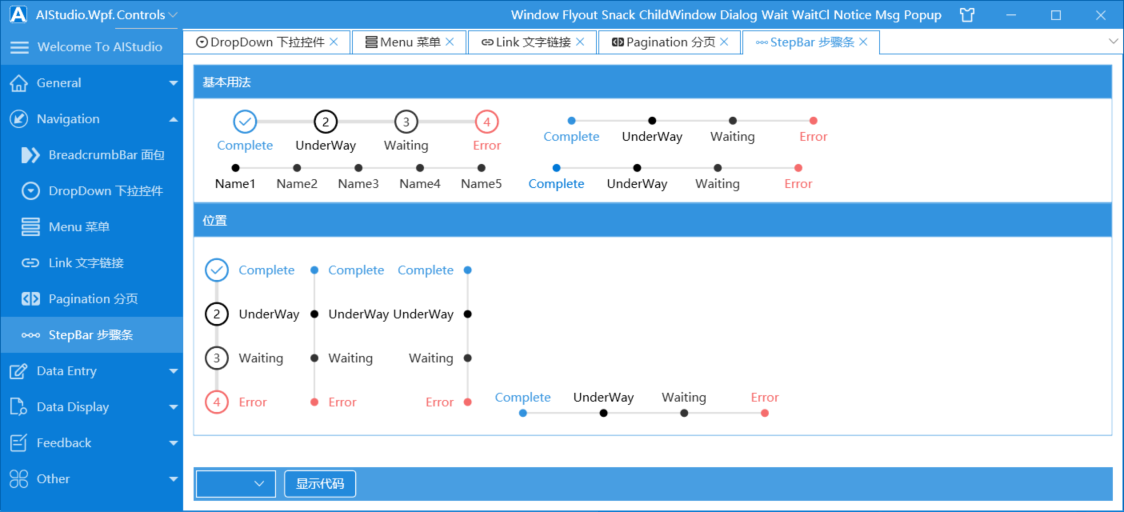 AIStudio.Wpf.Controls
Window Flyout Snack ChildWindow Dialog Wait WaitCl Notice Msg Popup
Welcome To AIStudio
General
Navigation
BreadcrumbBar 面包
DropDown 下拉控件
Menu 菜单
Link 文字链接
Pagination 分页
StepBar 步骤条
Data Entry
Data Display
Feedback
Other
DropDown 下拉控件
Menu 菜单
Link 文字链接
Pagination 分页
StepBar 步骤条
基本用法
2 3 4
Complete UnderWay Waiting Error
Complete UnderWay Waiting Error
Name1 Name2 Name3 Name4 Name5
Complete UnderWay Waiting Error
位置
Complete Complete Complete
2 UnderWay UnderWay UnderWay
3 Waiting Waiting Waiting
4 Error Error Error
Complete UnderWay Waiting Error
显示代码